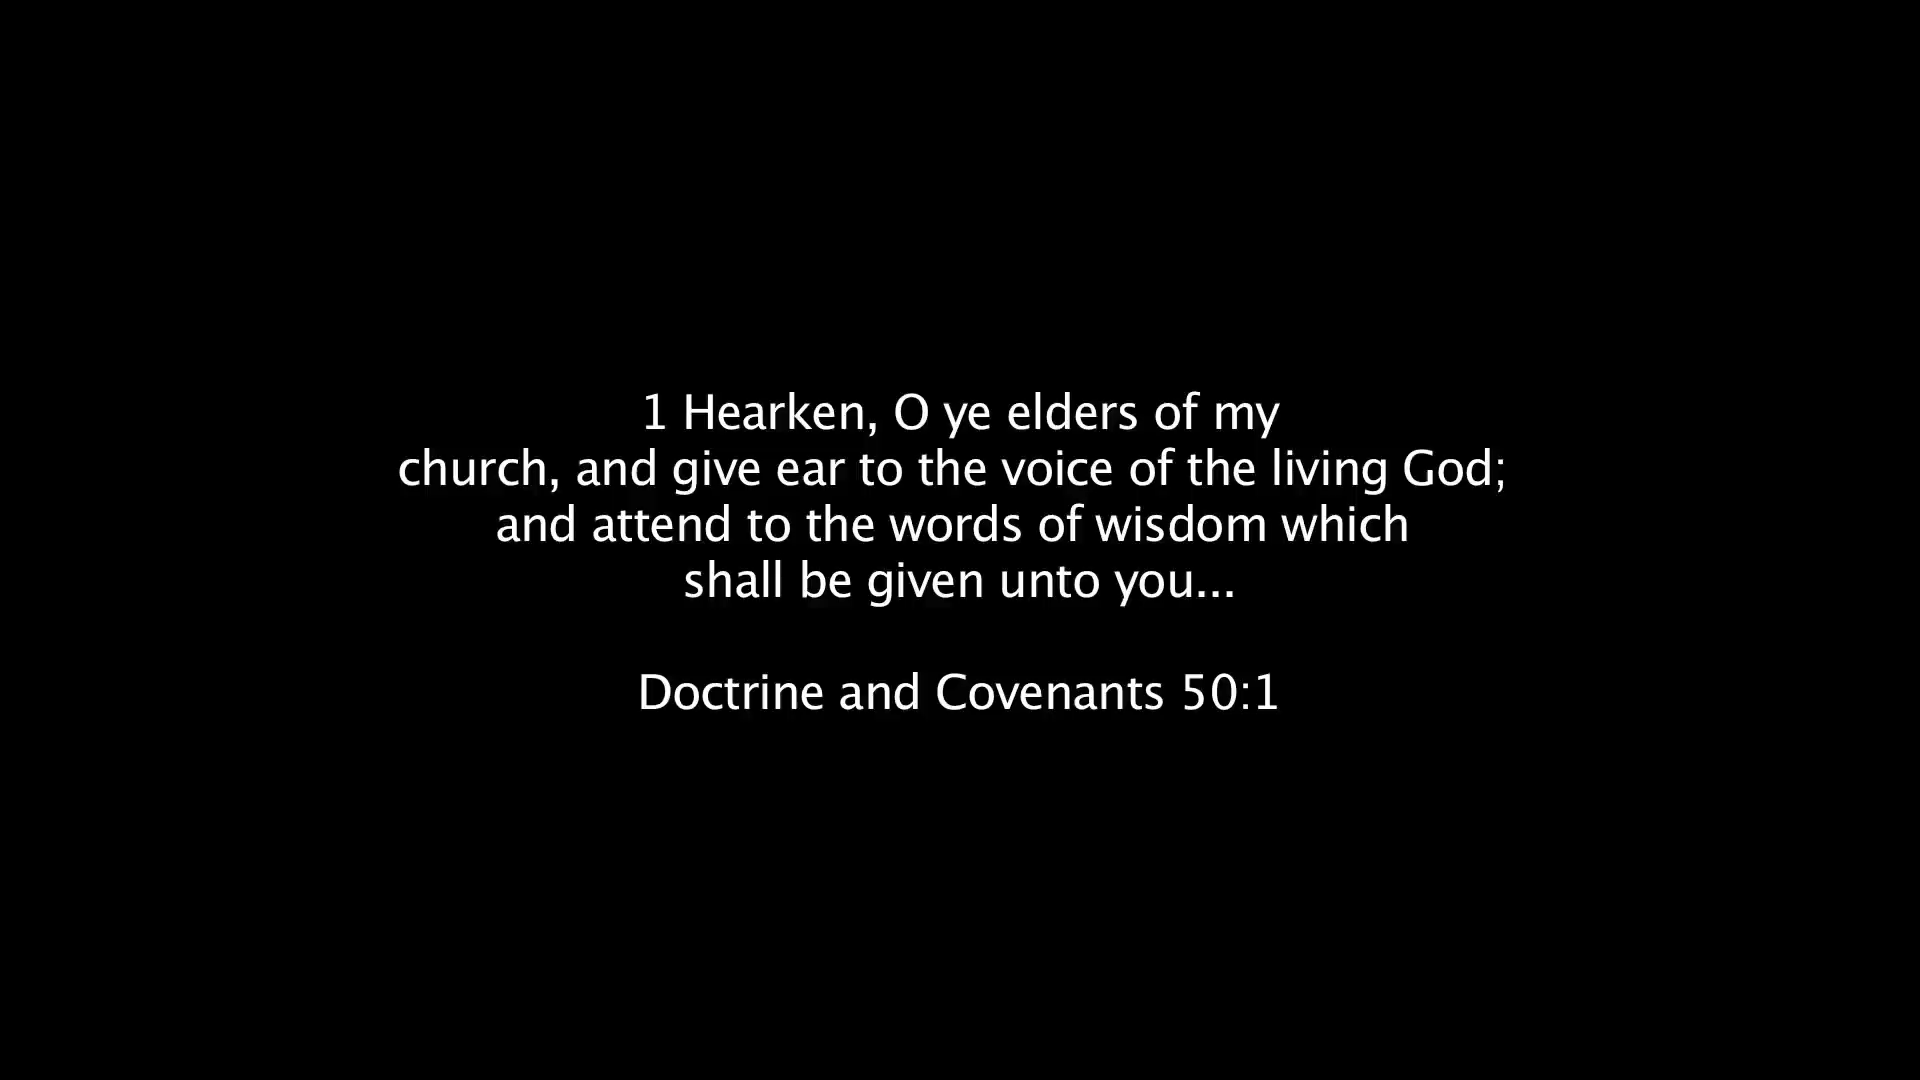 1 Hearken, O ye elders of my
church, and give ear to the voice of the living God;
and attend to the words of wisdom which
shall be given unto you...
Doctrine and Covenants 50:1